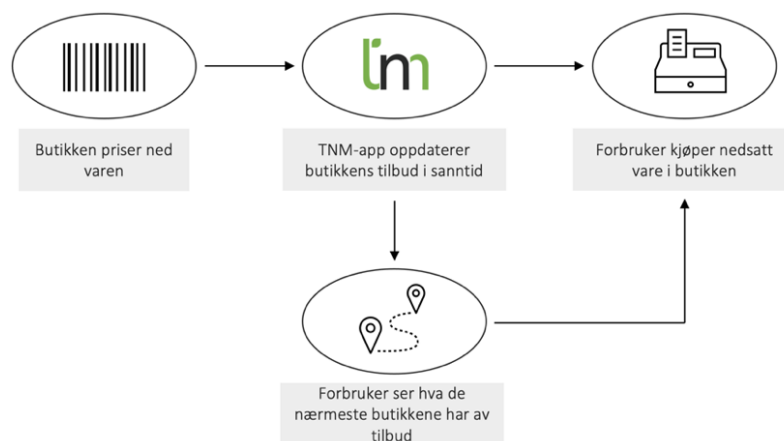 tnm
Butikken priser ned
varen
TNM-app oppdaterer
butikkens tilbud i sanntid
Forbruker kjøper nedsatt
vare i butikken
Forbruker ser hva de
nærmeste butikkene har av
tilbud